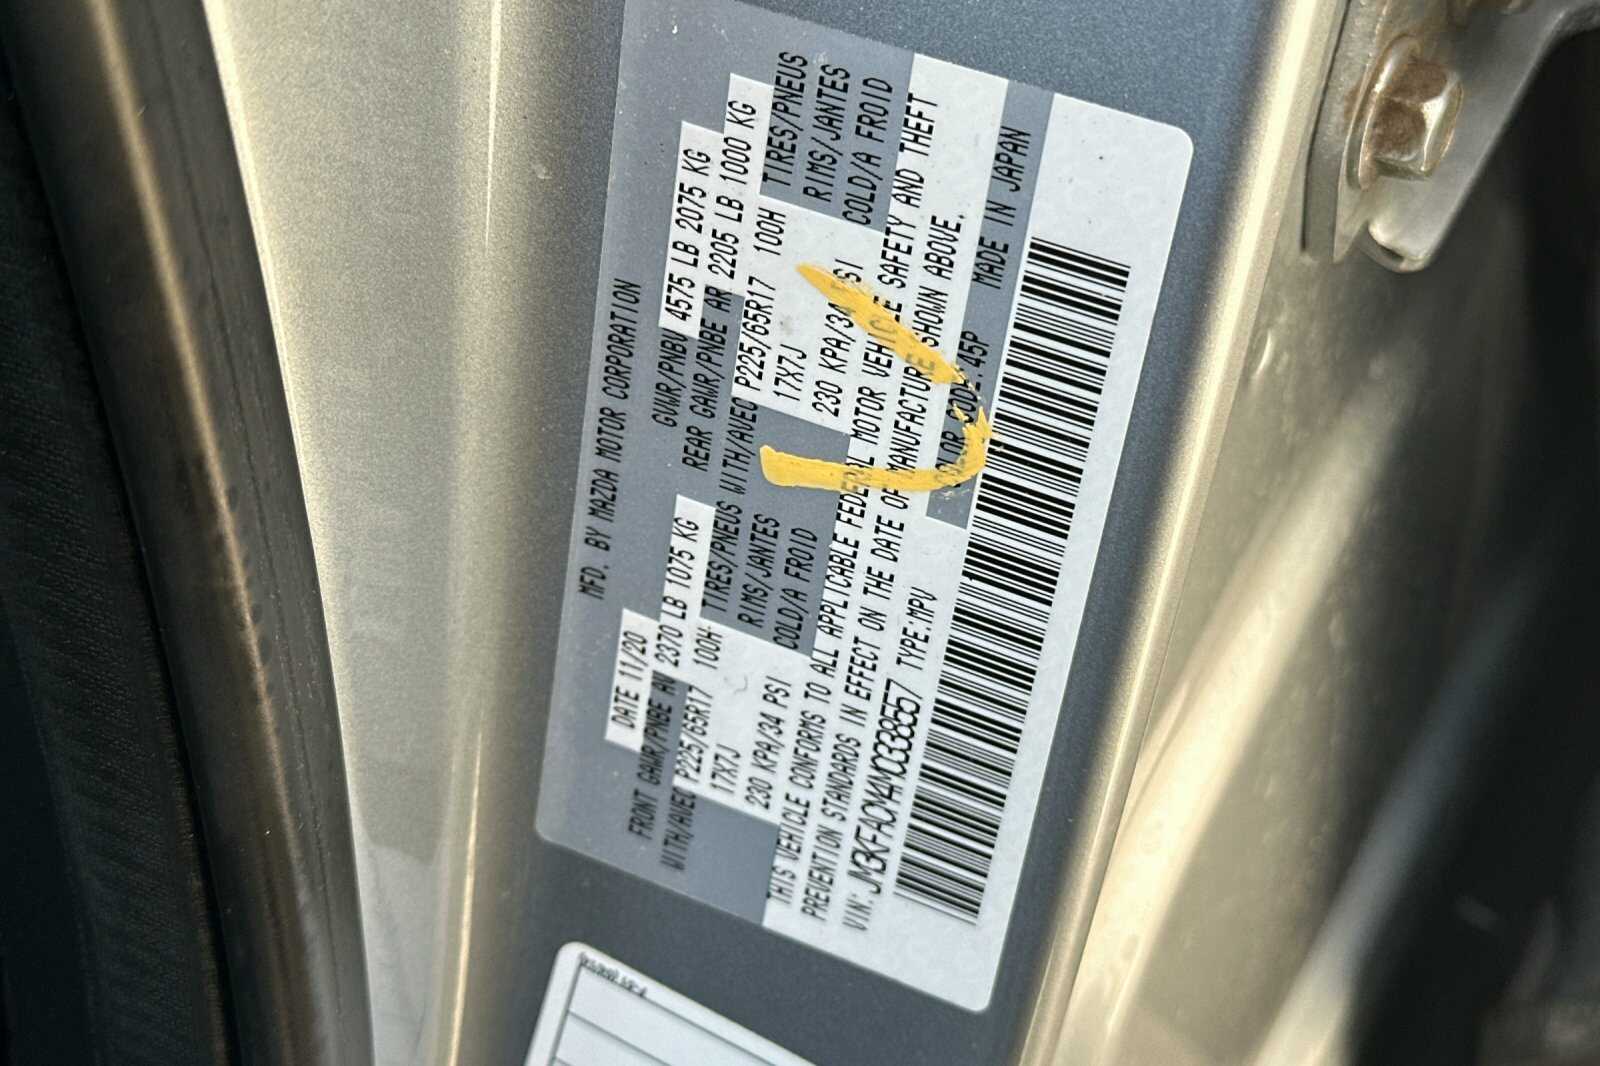 MFD. BY MAZDA MOTOR CORPORATION
DATE 11/20 GVWR/PNBV 4575 LB 2075 KG
FRONT GAWR/PNBE AV 2370 LB 1075 KG REAR GAWR/PNBE AR 2205 LB 1000 KG
WITH/AVEC P225/65R17 100H TIRES/PNEUS WITH/AVEC P225/65R17 100H TIRES/PNEUS
17X7J RIMS/JANTES 17X7J RIMS/JANTES
230 KPA/34 PSI COLD/A FROID 230 KPA/34 PSI COLD/A FROID
THIS VEHICLE CONFORMS TO ALL APPLICABLE FEDERAL MOTOR VEHICLE SAFETY AND THEFT
PREVENTION STANDARDS IN EFFECT ON THE DATE OF MANUFACTURE SHOWN ABOVE.
VIN: TYPE:MPV COLOR CODE:45P MADE IN JAPAN